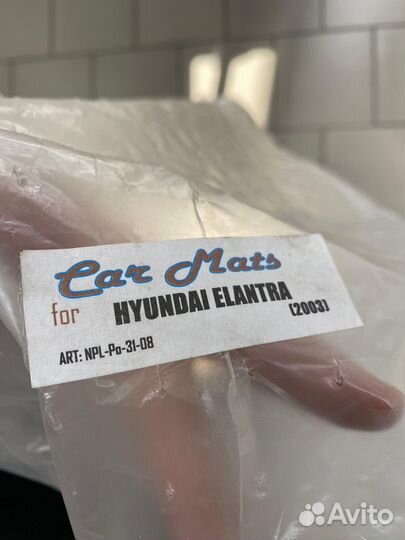 Car Mats
for HYUNDAI ELANTRA
(2003)
ART: NPL-Po-31-08
Avito